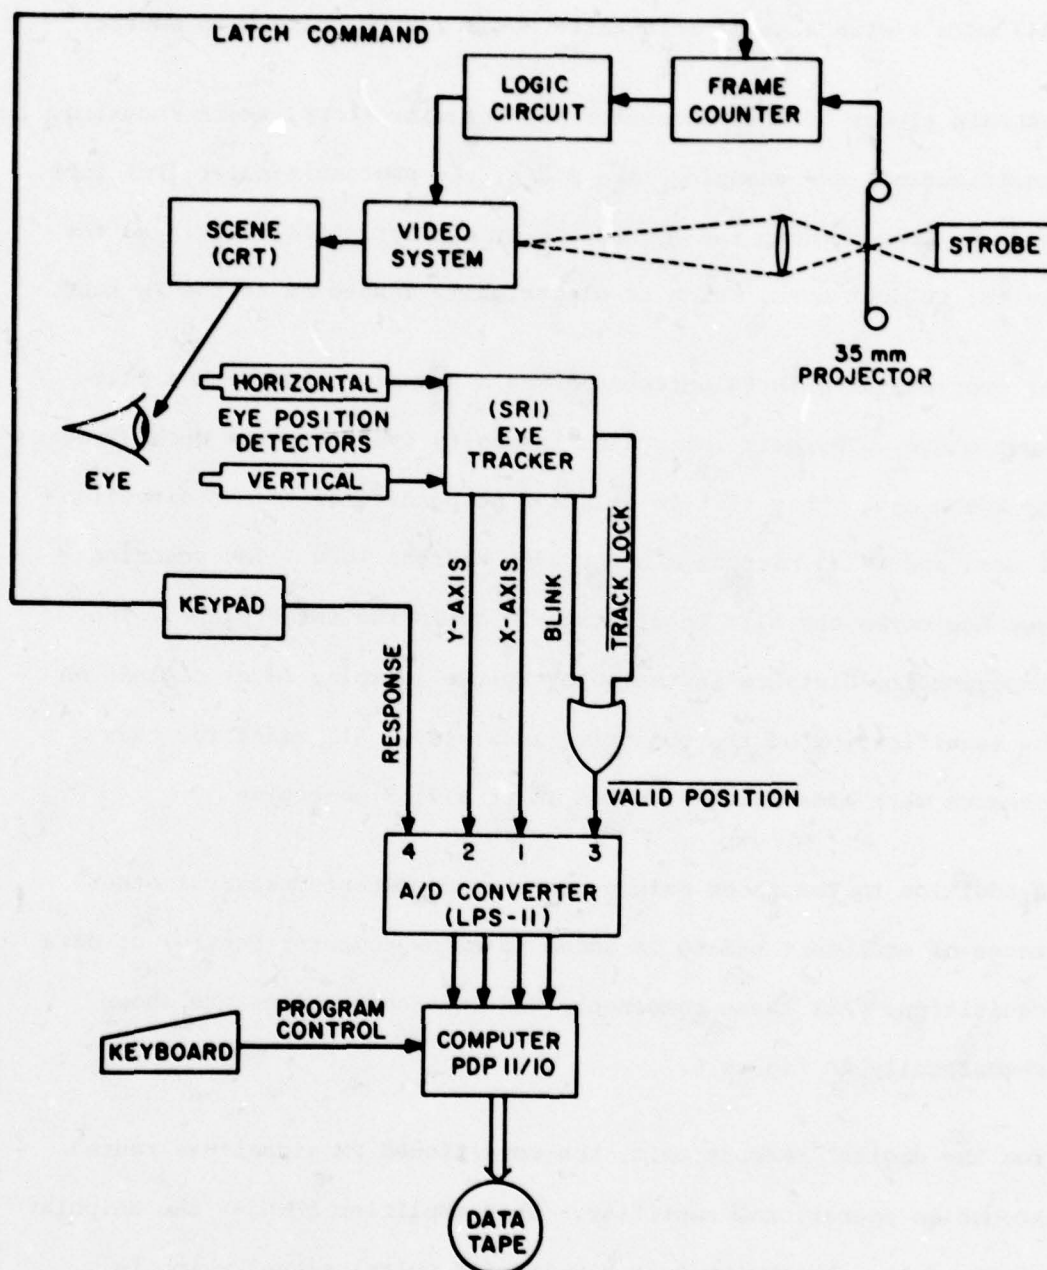 LATCH COMMAND
LOGIC
CIRCUIT
FRAME
COUNTER
SCENE
(CRT)
VIDEO
SYSTEM
STROBE
35 mm
PROJECTOR
HORIZONTAL
EYE POSITION
DETECTORS
VERTICAL
EYE
(SRI)
EYE
TRACKER
KEYPAD
RESPONSE
Y-AXIS
X-AXIS
BLINK
TRACK LOCK
VALID POSITION
4 2 1 3
A/D CONVERTER
(LPS-11)
PROGRAM
CONTROL
KEYBOARD
COMPUTER
PDP 11/10
DATA
TAPE